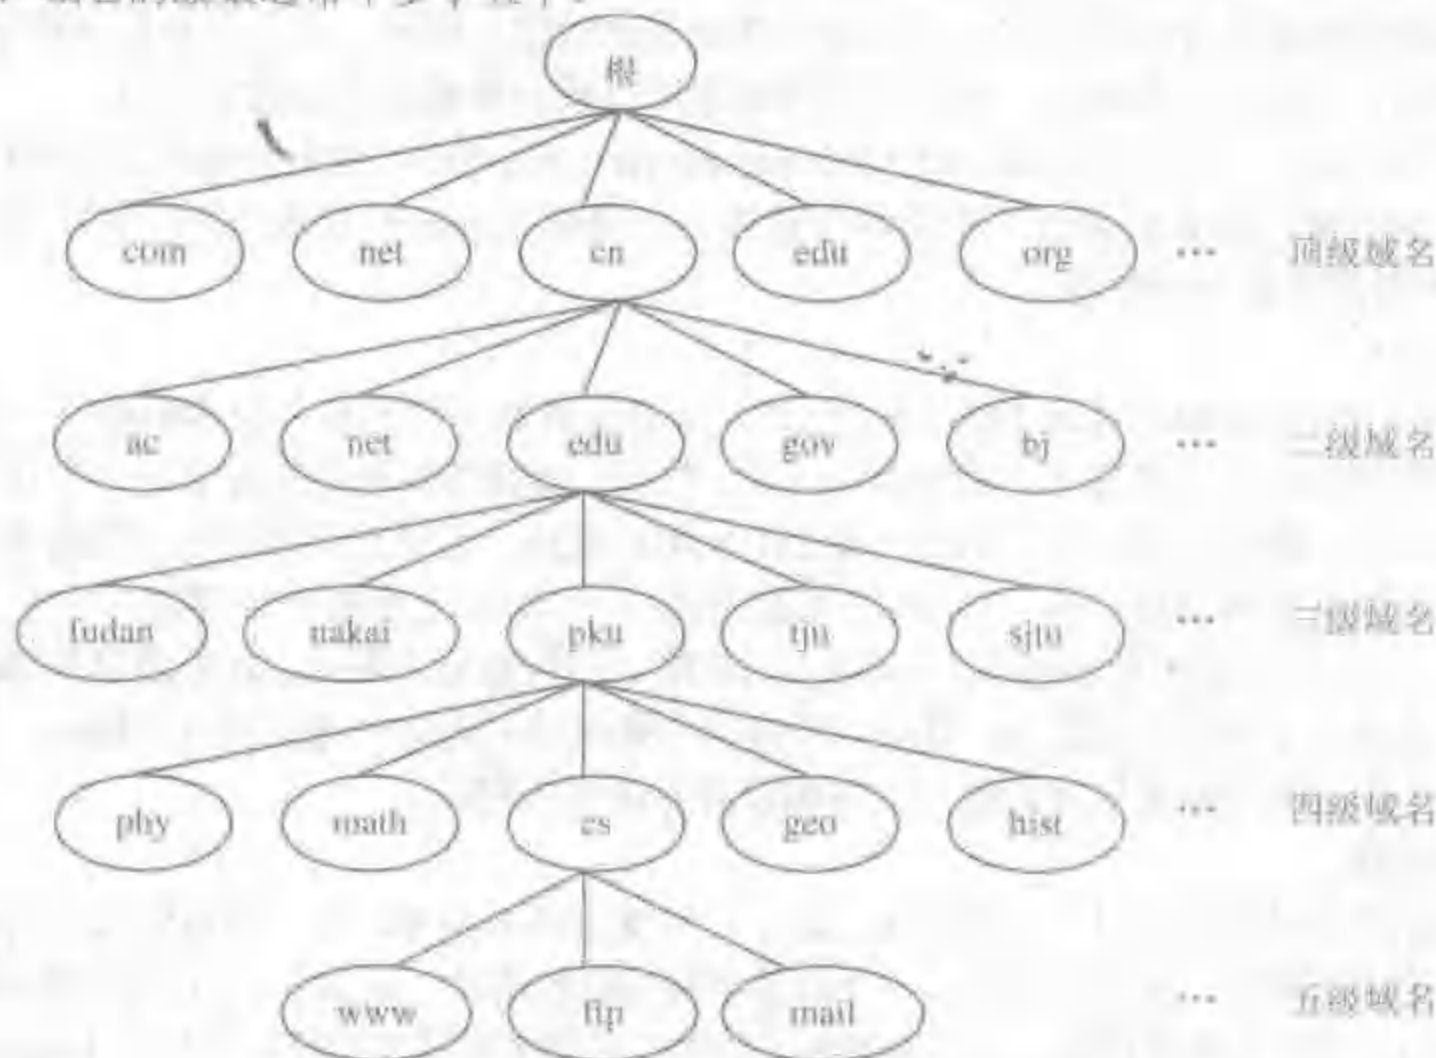 根
com net cn edu org … 顶级域名
ac net edu gov bj … 二级域名
fudan nakai pku tju sjtu … 三级域名
phy math cs geo hist … 四级域名
www ftp mail … 五级域名